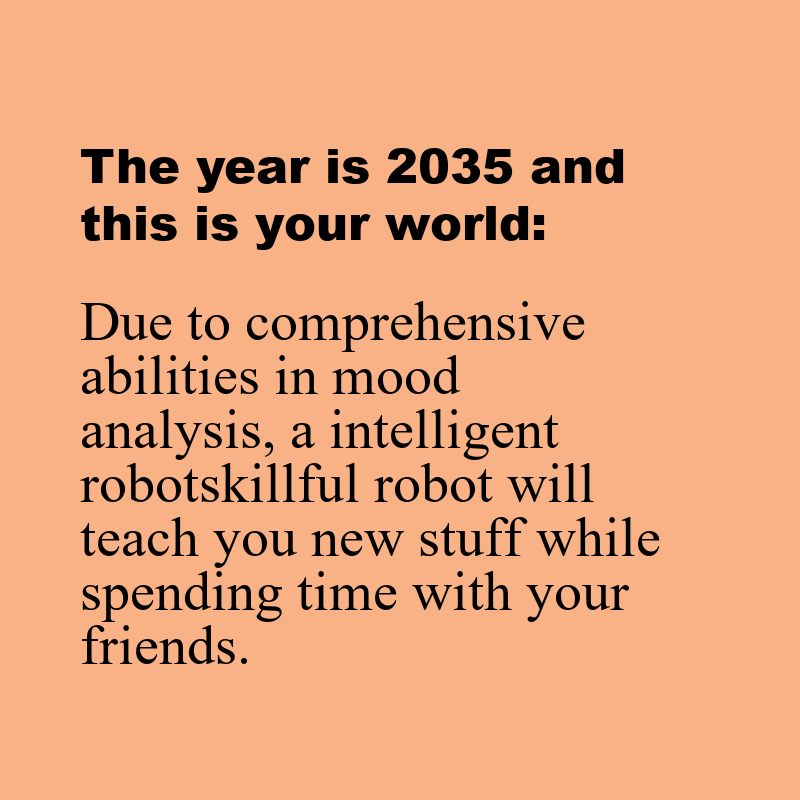 The year is 2035 and
this is your world:
Due to comprehensive
abilities in mood
analysis, a intelligent
robotskillful robot will
teach you new stuff while
spending time with your
friends.